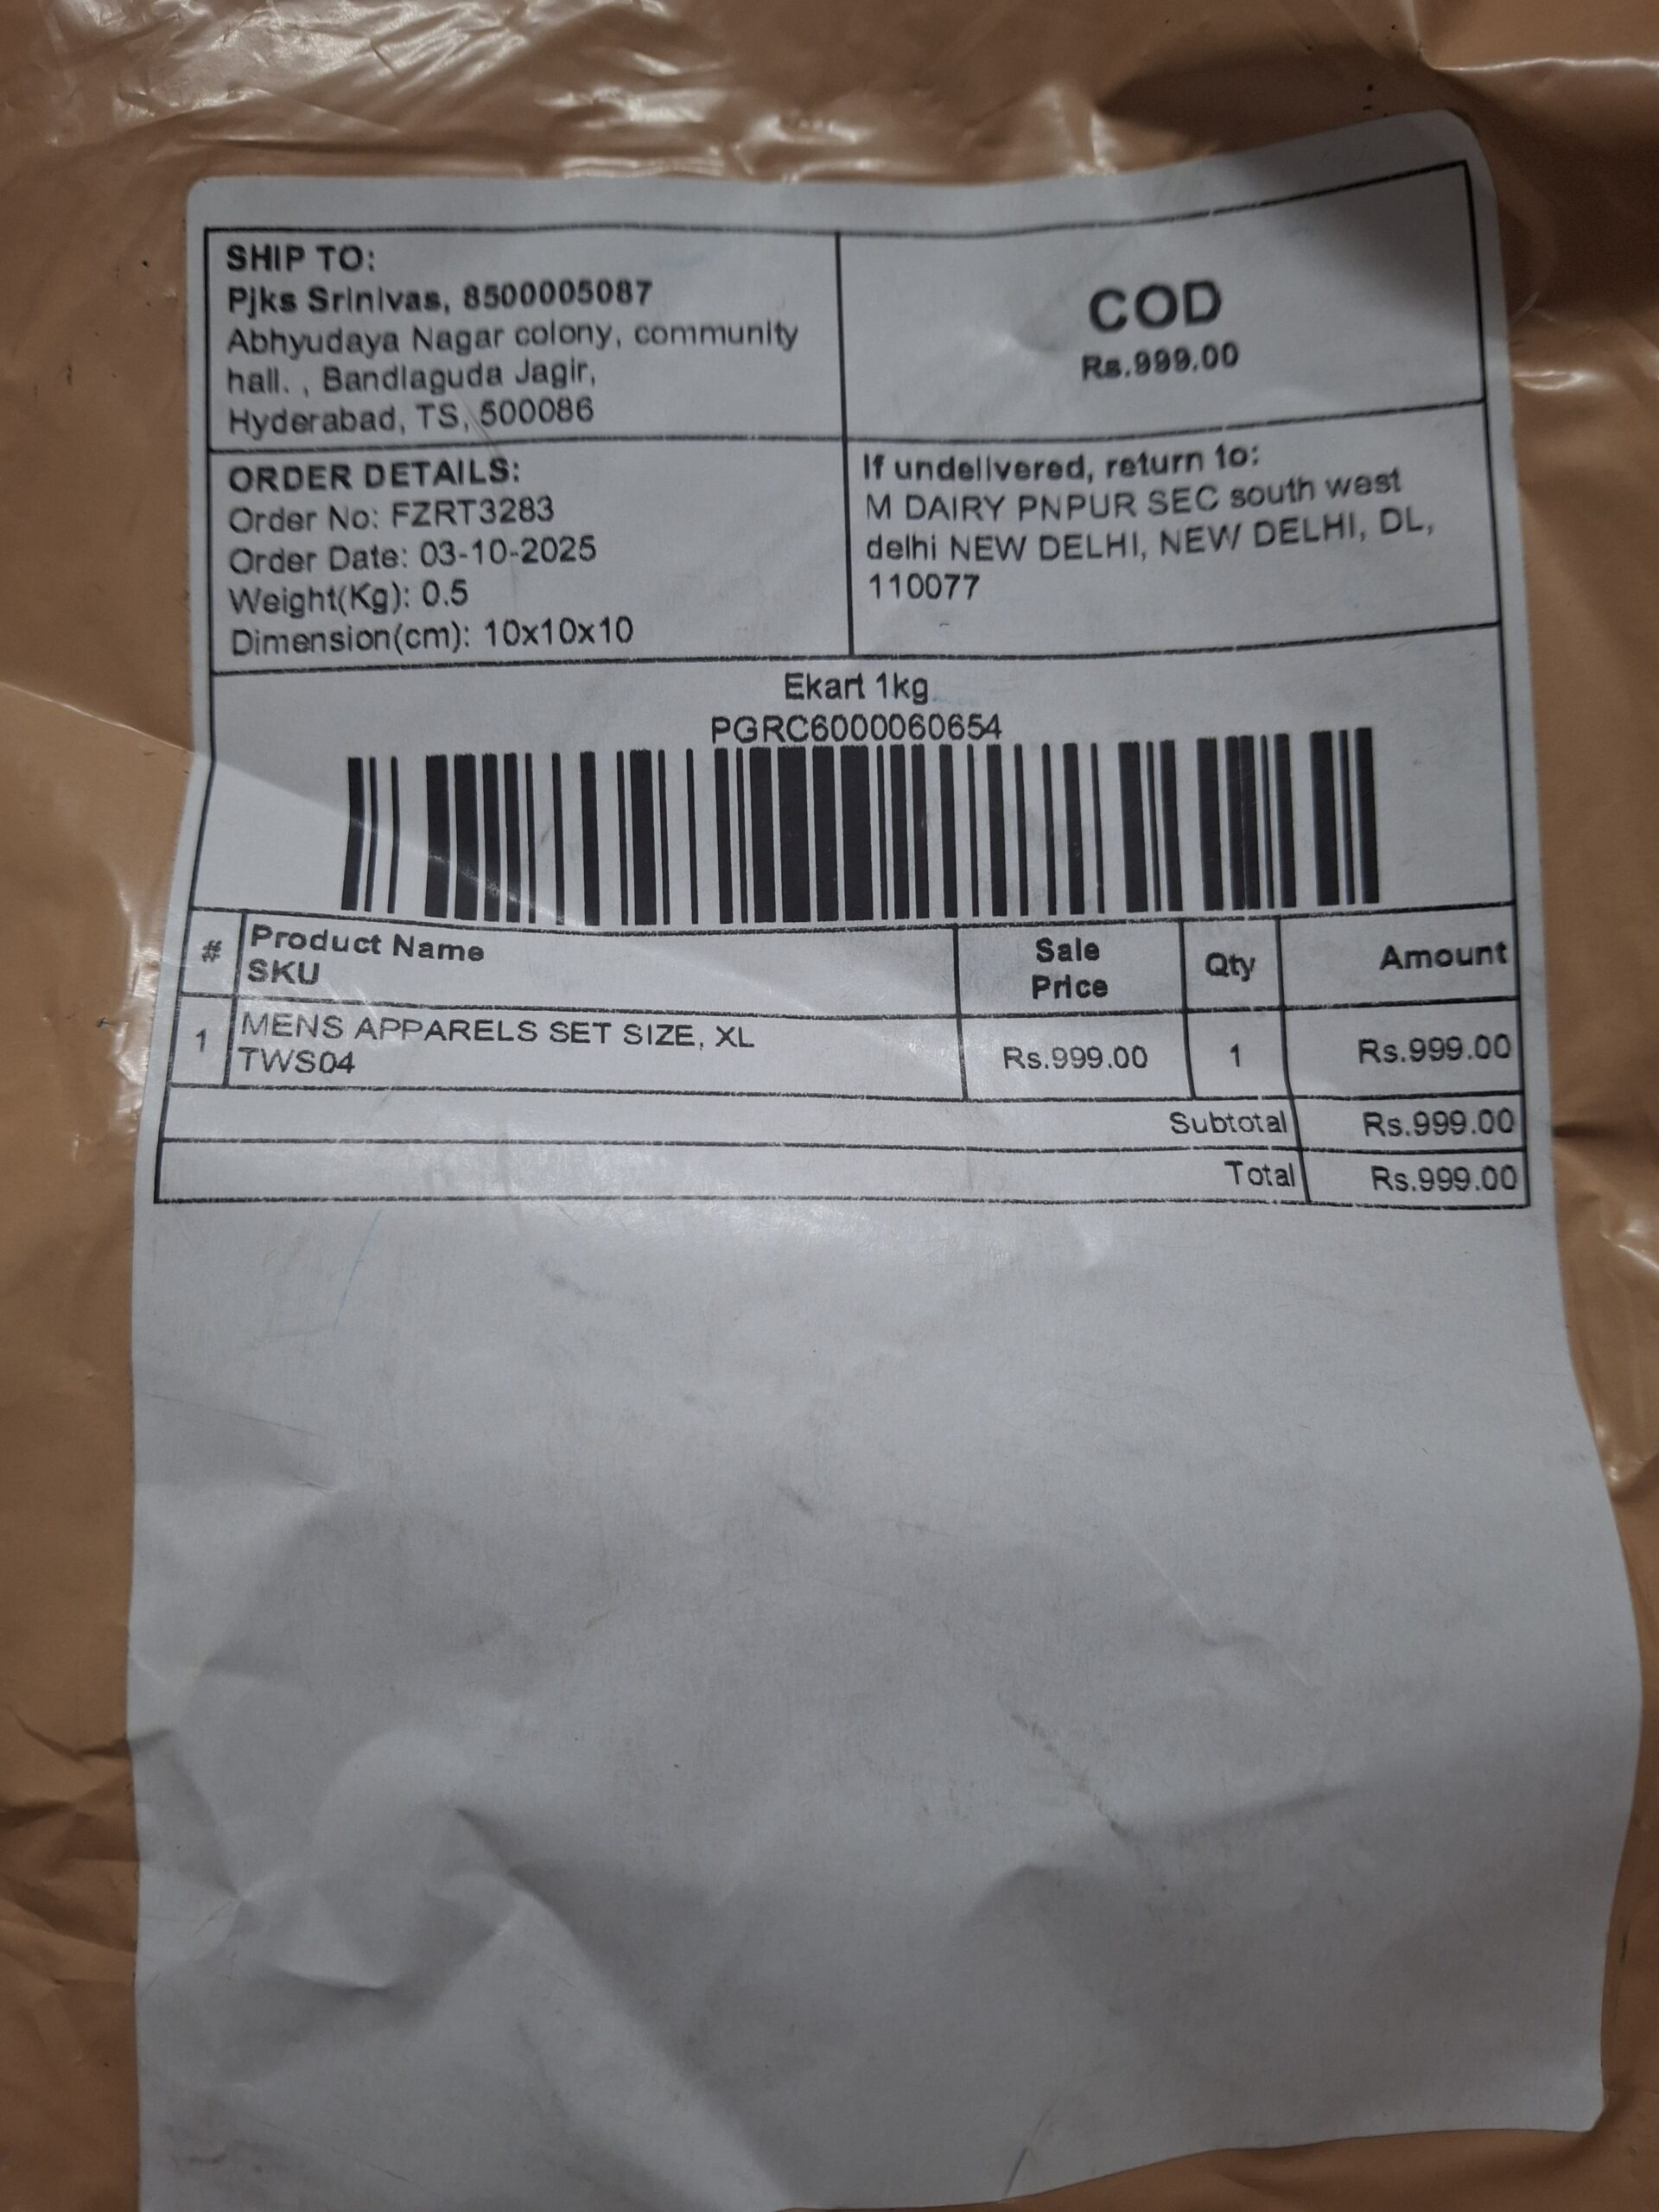 SHIP TO:
Pjks Srinivas, 8500005087
Abhyudaya Nagar colony, community
hall. , Bandlaguda Jagir,
Hyderabad, TS, 500086
COD
Rs.999.00
ORDER DETAILS:
Order No: FZRT3283
Order Date: 03-10-2025
Weight(Kg): 0.5
Dimension(cm): 10x10x10
If undelivered, return to:
M DAIRY PNPUR SEC south west
delhi NEW DELHI, NEW DELHI, DL,
110077
Ekart 1kg
PGRC6000060654
# Product Name SKU Sale Price Qty Amount
1 MENS APPARELS SET SIZE, XL TWS04 Rs.999.00 1 Rs.999.00
Subtotal Rs.999.00
Total Rs.999.00